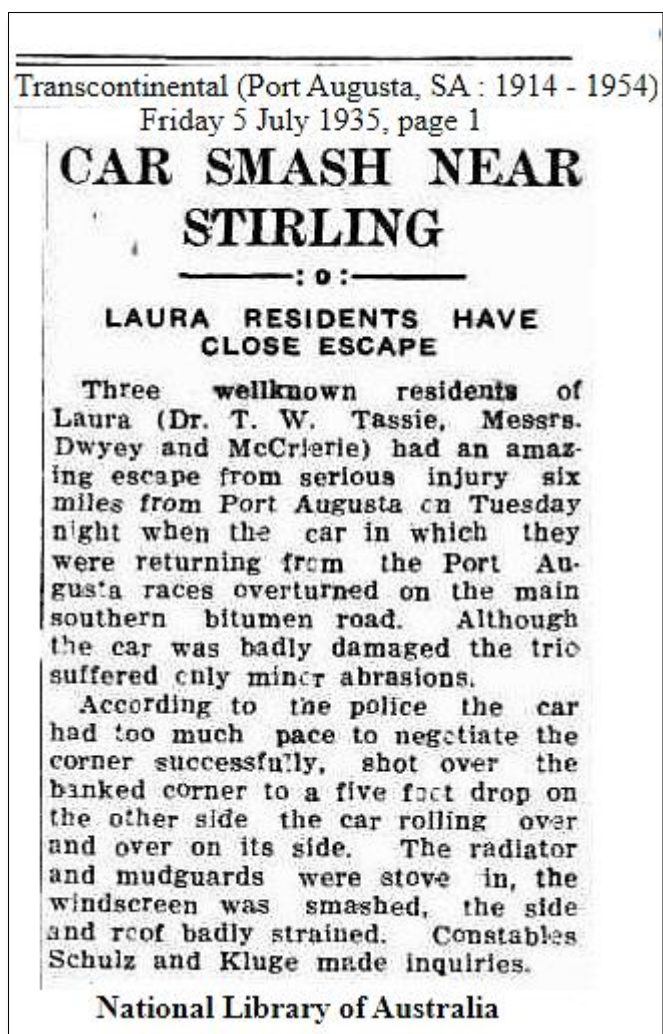 Transcontinental (Port Augusta, SA : 1914 - 1954)
Friday 5 July 1935, page 1
CAR SMASH NEAR
STIRLING
:o:
LAURA RESIDENTS HAVE
CLOSE ESCAPE
Three wellknown residents of
Laura (Dr. T. W. Tassie, Messrs.
Dwyey and McCrierie) had an amaz-
ing escape from serious injury six
miles from Port Augusta on Tuesday
night when the car in which they
were returning from the Port Au-
gusta races overturned on the main
southern bitumen road. Although
the car was badly damaged the trio
suffered only minor abrasions.
According to the police the car
had too much pace to negotiate the
corner successfully, shot over the
banked corner to a five foot drop on
the other side the car rolling over
and over on its side. The radiator
and mudguards were stove in, the
windscreen was smashed, the side
and roof badly strained. Constables
Schulz and Kluge made inquiries.
National Library of Australia